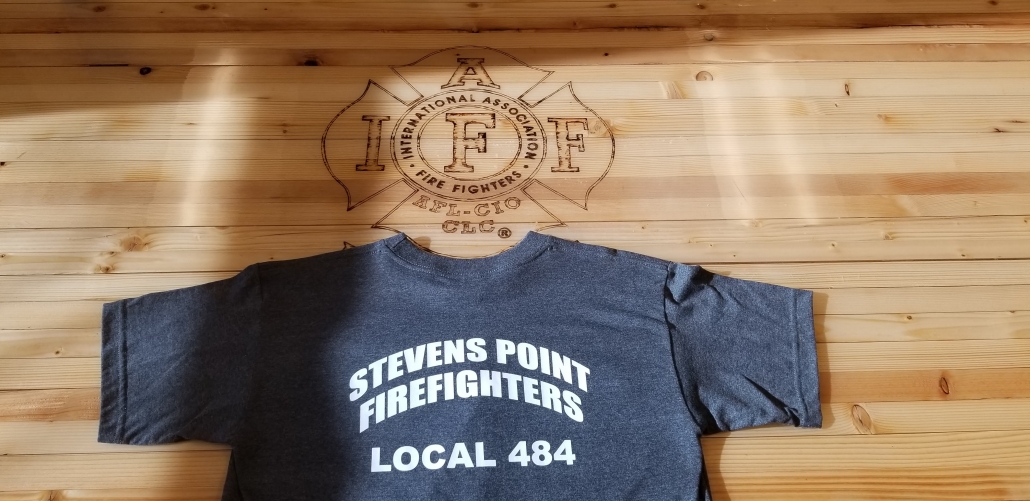 A
I F F
INTERNATIONAL ASSOCIATION
• FIRE FIGHTERS •
AFL-CIO
CLC®
STEVENS POINT
FIREFIGHTERS
LOCAL 484